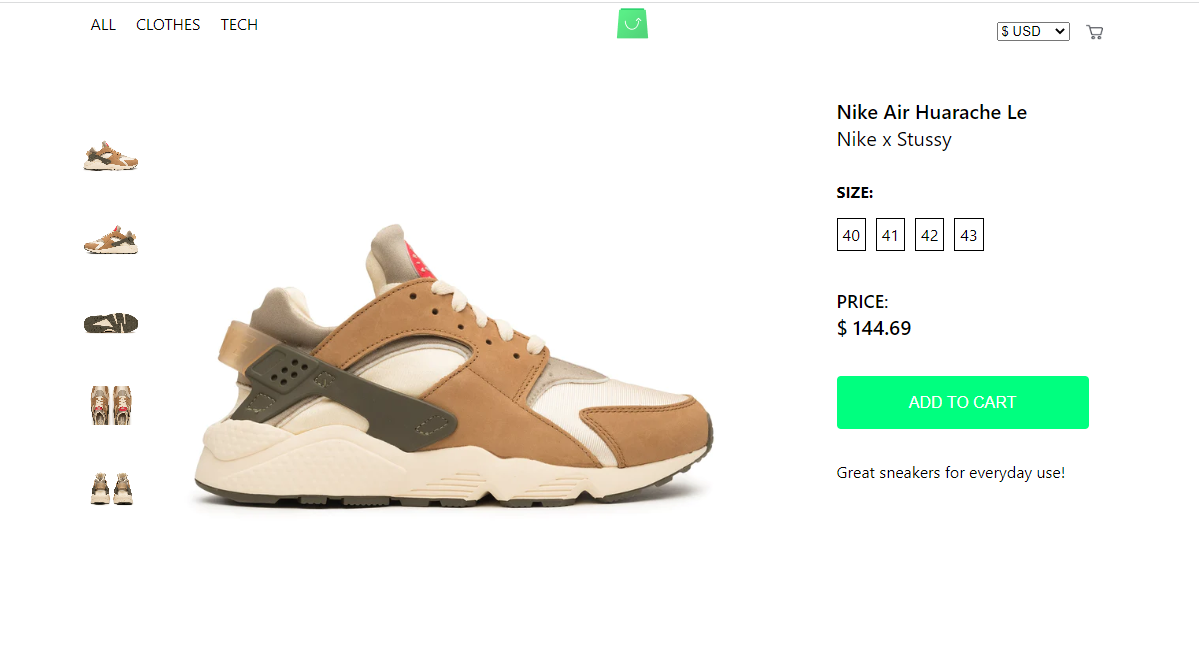 ALL CLOTHES TECH
$ USD
Nike Air Huarache Le
Nike x Stussy
SIZE:
40 41 42 43
PRICE:
$ 144.69
ADD TO CART
Great sneakers for everyday use!